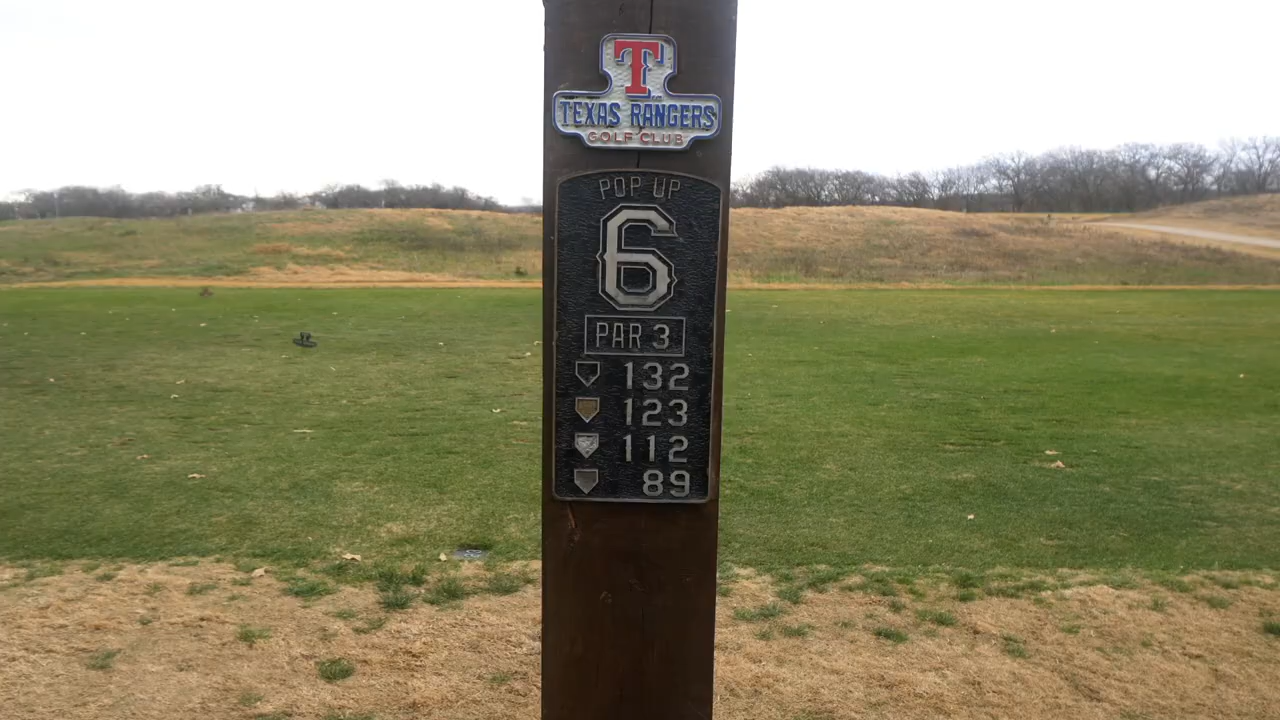 T
TEXAS RANGERS
GOLF CLUB
POP UP
6
PAR 3
132
123
112
89